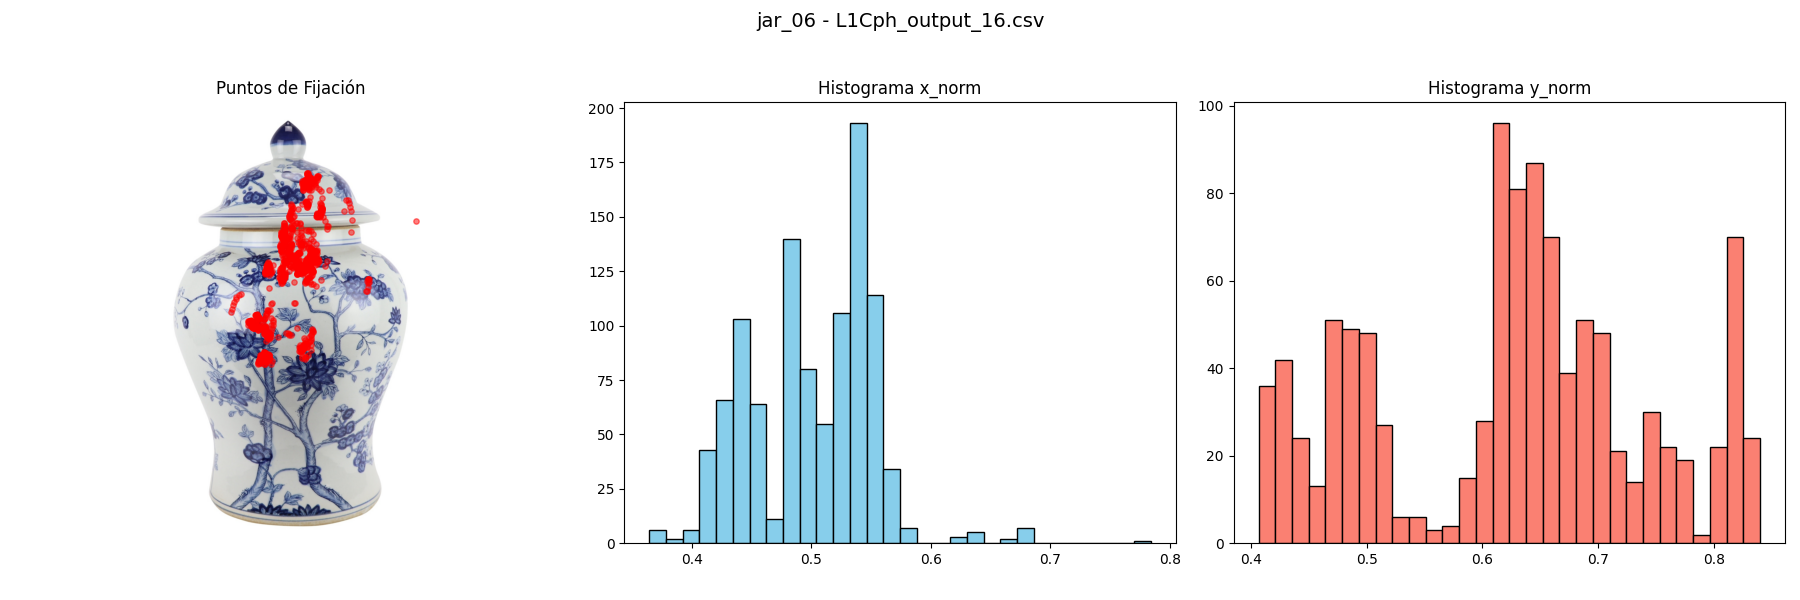 jar_06 - L1Cph_output_16.csv
Puntos de Fijación
Histograma x_norm
200
175
150
125
100
75
50
25
0
0.4 0.5 0.6 0.7 0.8
Histograma y_norm
100
80
60
40
20
0
0.4 0.5 0.6 0.7 0.8